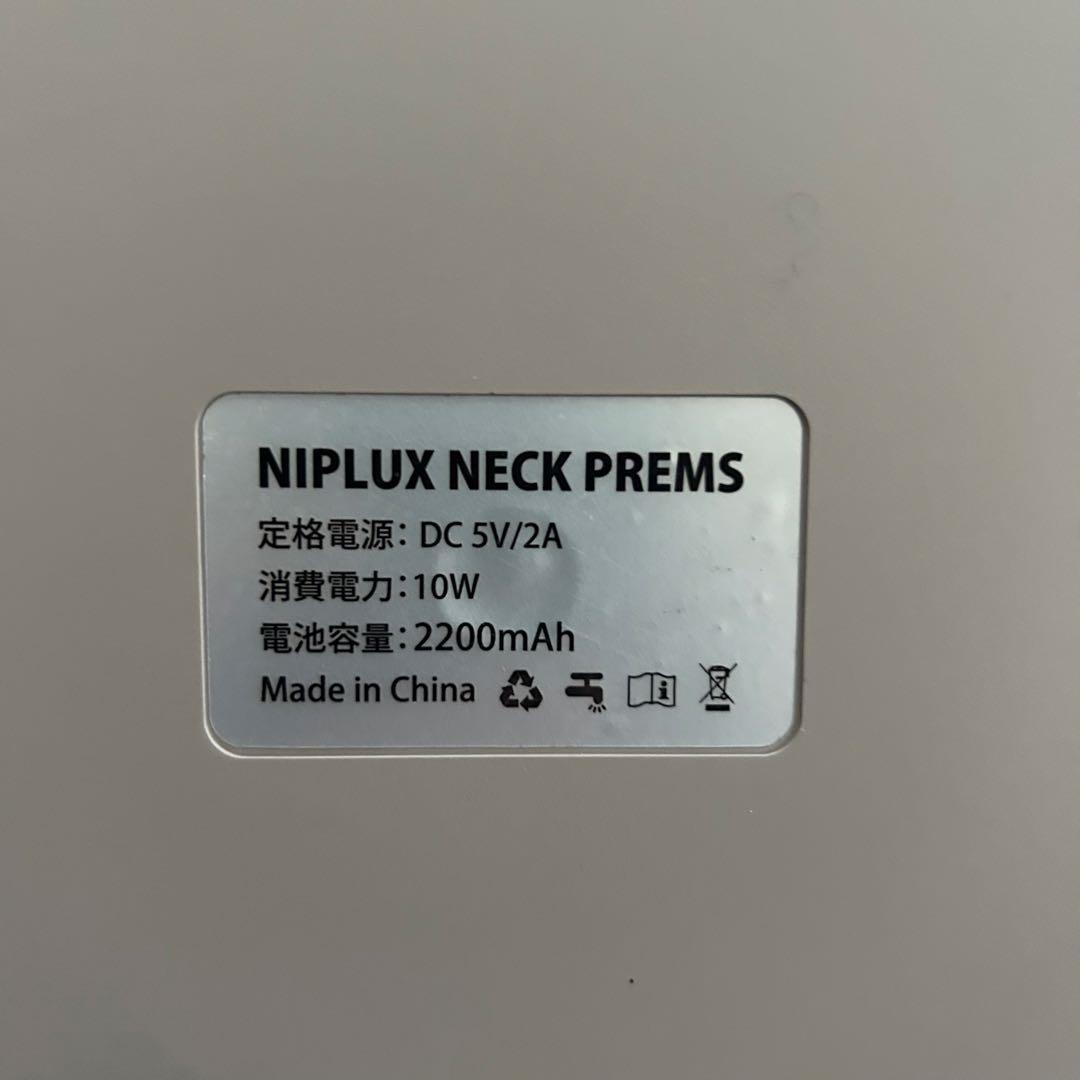 NIPLUX NECK PREMS
定格電源：DC 5V/2A
消費電力：10W
電池容量：2200mAh
Made in China